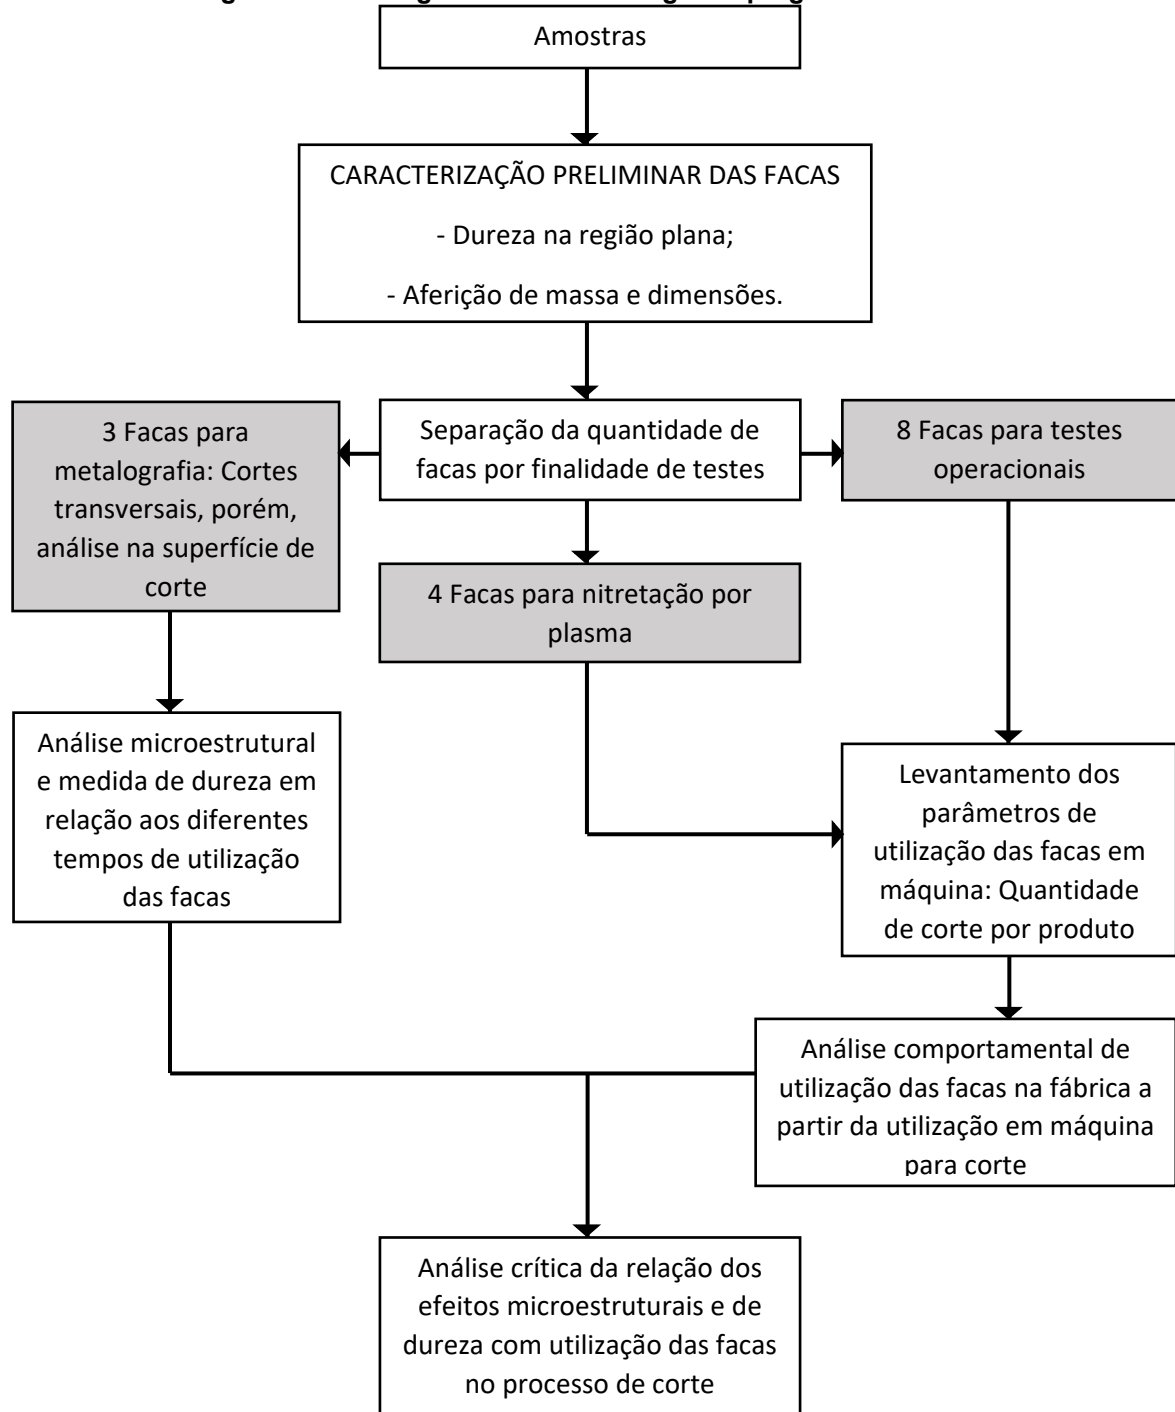 Amostras
CARACTERIZAÇÃO PRELIMINAR DAS FACAS
- Dureza na região plana;
- Aferição de massa e dimensões.
3 Facas para
metalografia: Cortes
transversais, porém,
análise na superfície de
corte
Separação da quantidade de
facas por finalidade de testes
8 Facas para testes
operacionais
4 Facas para nitretação por
plasma
Análise microestrutural
e medida de dureza em
relação aos diferentes
tempos de utilização
das facas
Levantamento dos
parâmetros de
utilização das facas em
máquina: Quantidade
de corte por produto
Análise comportamental de
utilização das facas na fábrica a
partir da utilização em máquina
para corte
Análise crítica da relação dos
efeitos microestruturais e de
dureza com utilização das facas
no processo de corte